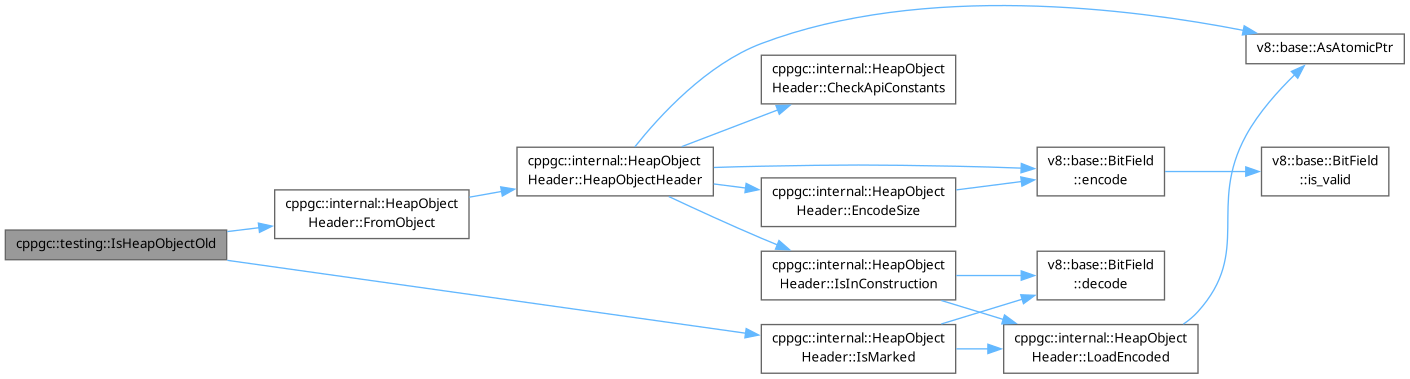 cppgc::testing::IsHeapObjectOld
cppgc::internal::HeapObject
Header::FromObject
cppgc::internal::HeapObject
Header::HeapObjectHeader
cppgc::internal::HeapObject
Header::CheckApiConstants
cppgc::internal::HeapObject
Header::EncodeSize
cppgc::internal::HeapObject
Header::IsInConstruction
cppgc::internal::HeapObject
Header::IsMarked
v8::base::BitField
::encode
v8::base::BitField
::decode
cppgc::internal::HeapObject
Header::LoadEncoded
v8::base::AsAtomicPtr
v8::base::BitField
::is_valid